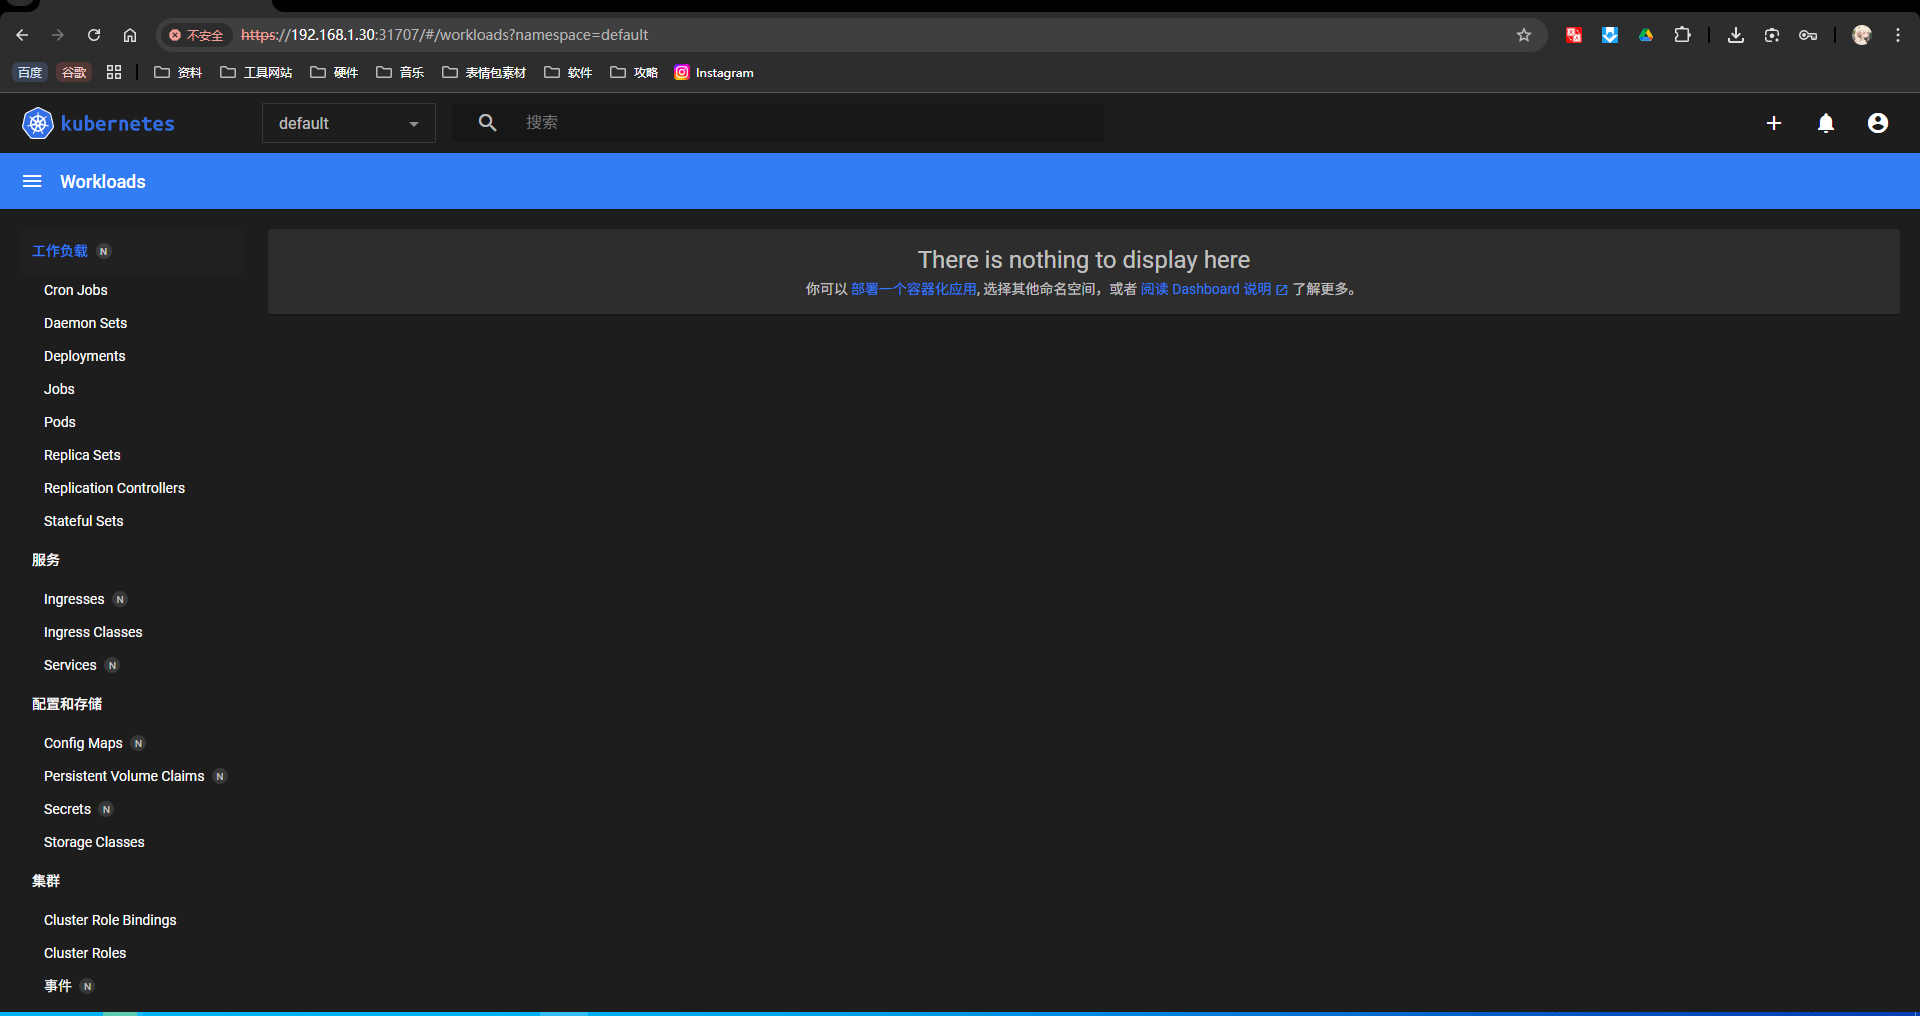 不安全 https://192.168.1.30:31707/#/workloads?namespace=default
百度 谷歌 资料 工具网站 硬件 音乐 表情包素材 软件 攻略 Instagram
kubernetes default 搜索
Workloads
工作负载 N
There is nothing to display here
你可以 部署一个容器化应用, 选择其他命名空间，或者 阅读 Dashboard 说明 了解更多。
Cron Jobs
Daemon Sets
Deployments
Jobs
Pods
Replica Sets
Replication Controllers
Stateful Sets
服务
Ingresses N
Ingress Classes
Services N
配置和存储
Config Maps N
Persistent Volume Claims N
Secrets N
Storage Classes
集群
Cluster Role Bindings
Cluster Roles
事件 N